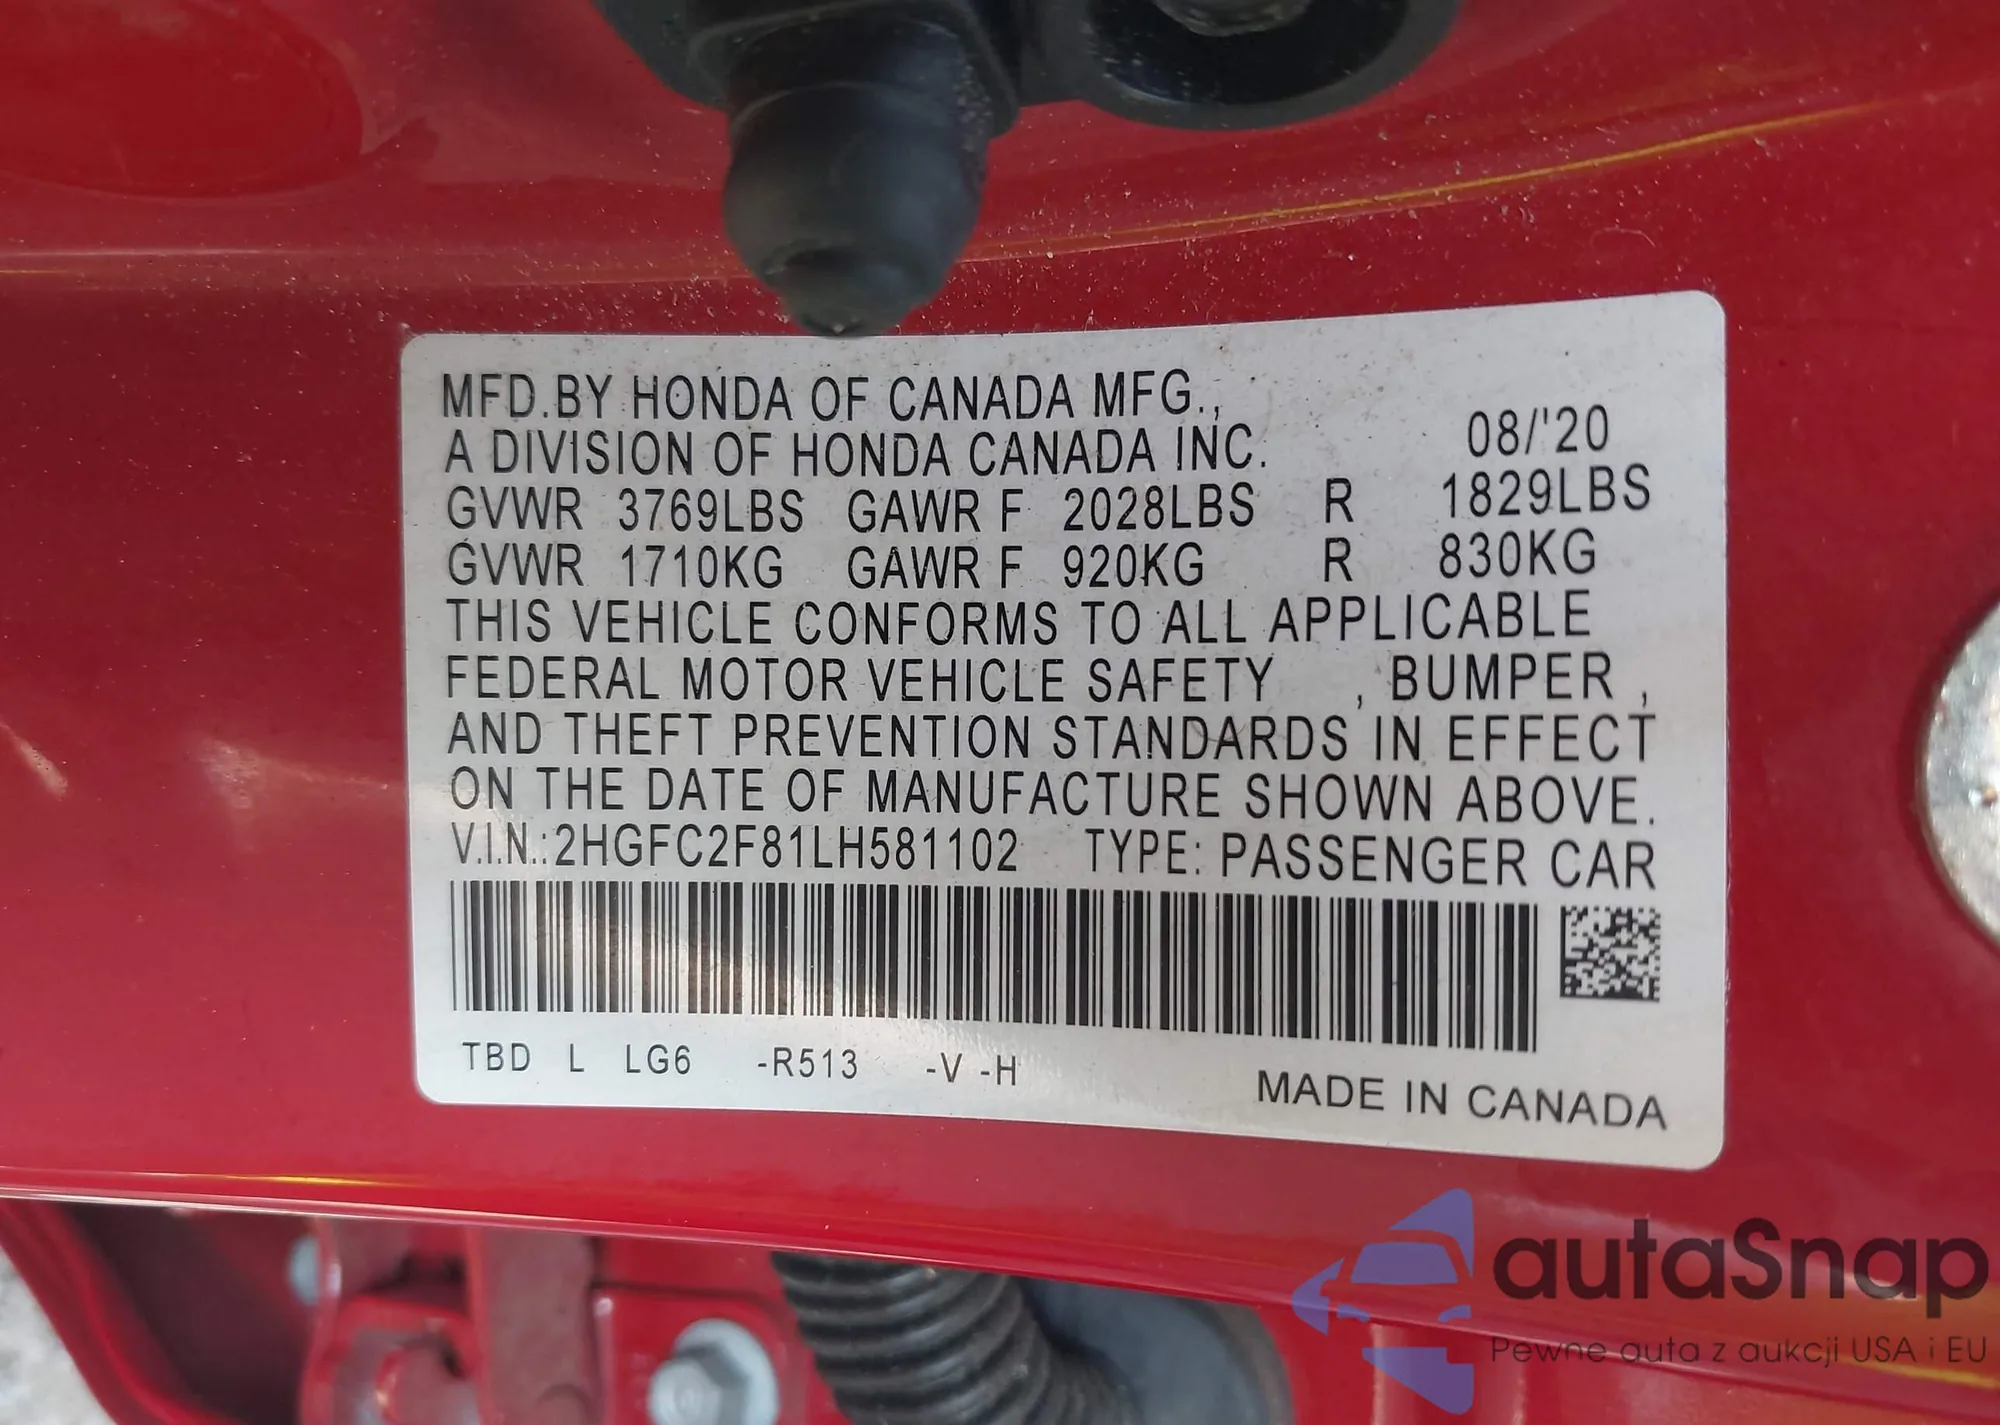 MFD.BY HONDA OF CANADA MFG.,
A DIVISION OF HONDA CANADA INC. 08/'20
GVWR 3769LBS GAWR F 2028LBS R 1829LBS
GVWR 1710KG GAWR F 920KG R 830KG
THIS VEHICLE CONFORMS TO ALL APPLICABLE
FEDERAL MOTOR VEHICLE SAFETY , BUMPER ,
AND THEFT PREVENTION STANDARDS IN EFFECT
ON THE DATE OF MANUFACTURE SHOWN ABOVE.
V.I.N.:2HGFC2F81LH581102 TYPE: PASSENGER CAR
TBD L LG6 -R513 -V -H
MADE IN CANADA
autaSnap
Pewne auta z aukcji USA i EU